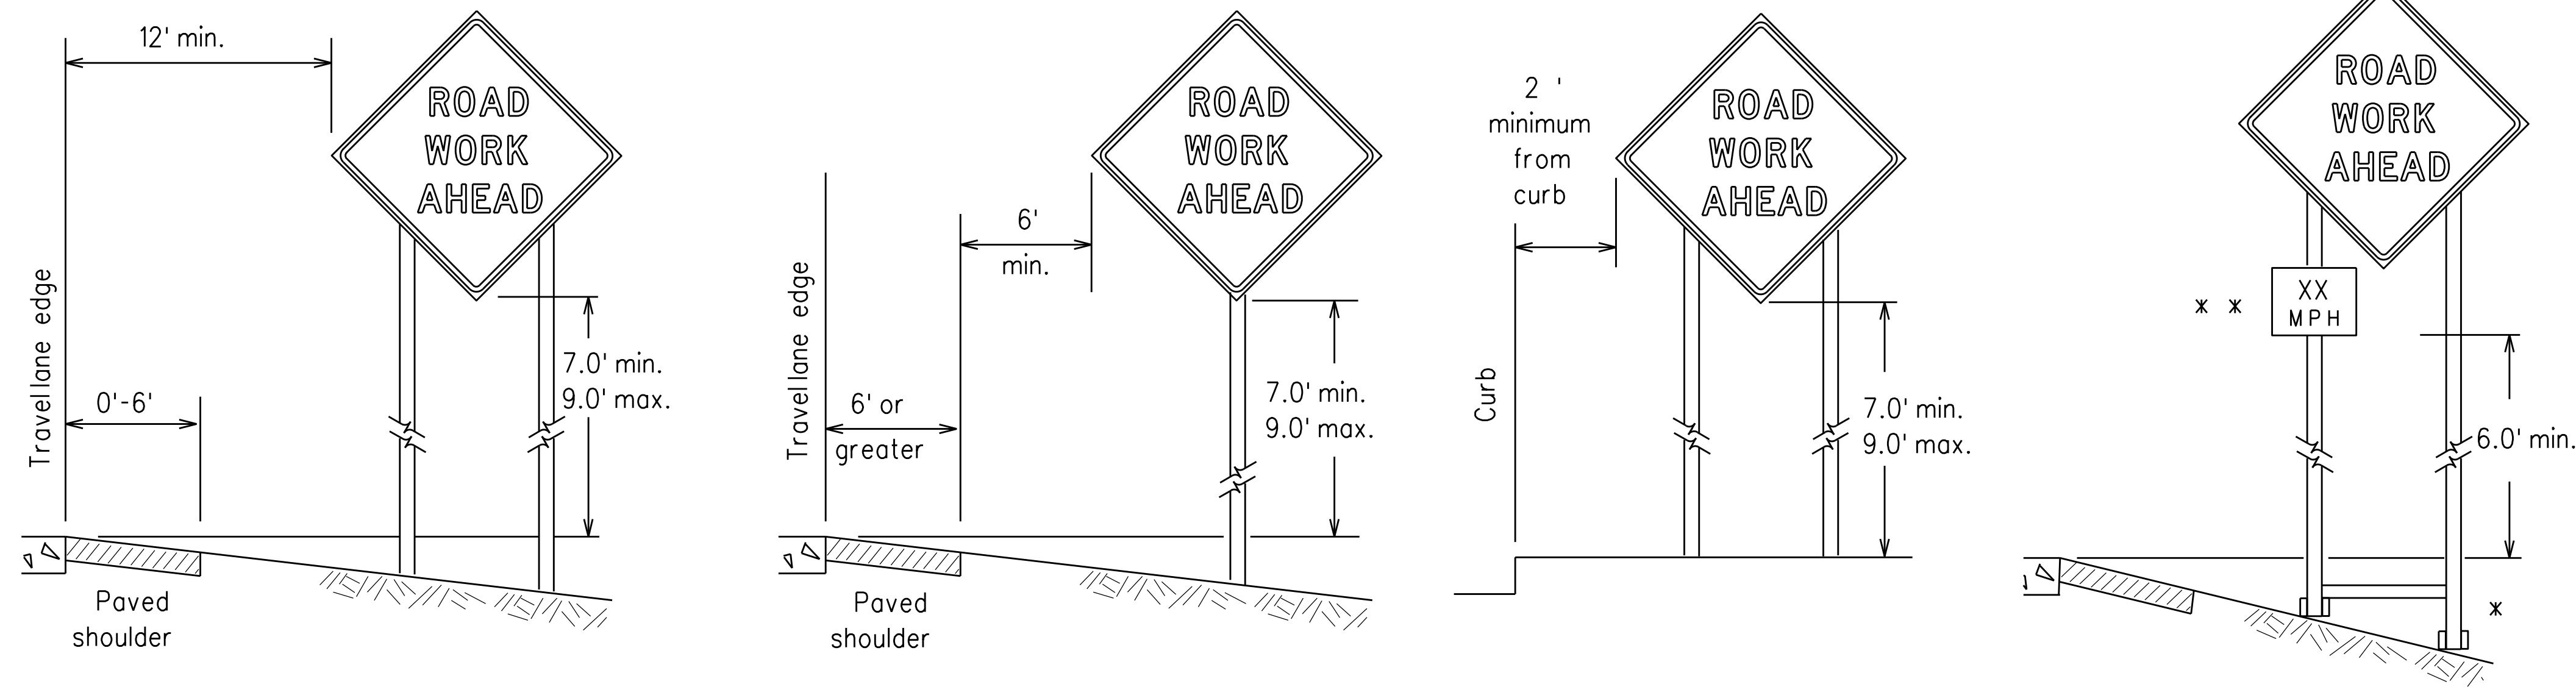 12' min.
ROAD
WORK
AHEAD
Travel lane edge
0'-6'
7.0' min.
9.0' max.
Paved
shoulder
ROAD
WORK
AHEAD
6'
min.
Travel lane edge
6' or
greater
7.0' min.
9.0' max.
Paved
shoulder
2 '
minimum
from
curb
ROAD
WORK
AHEAD
Curb
7.0' min.
9.0' max.
ROAD
WORK
AHEAD
* *
XX
MPH
6.0' min.
*